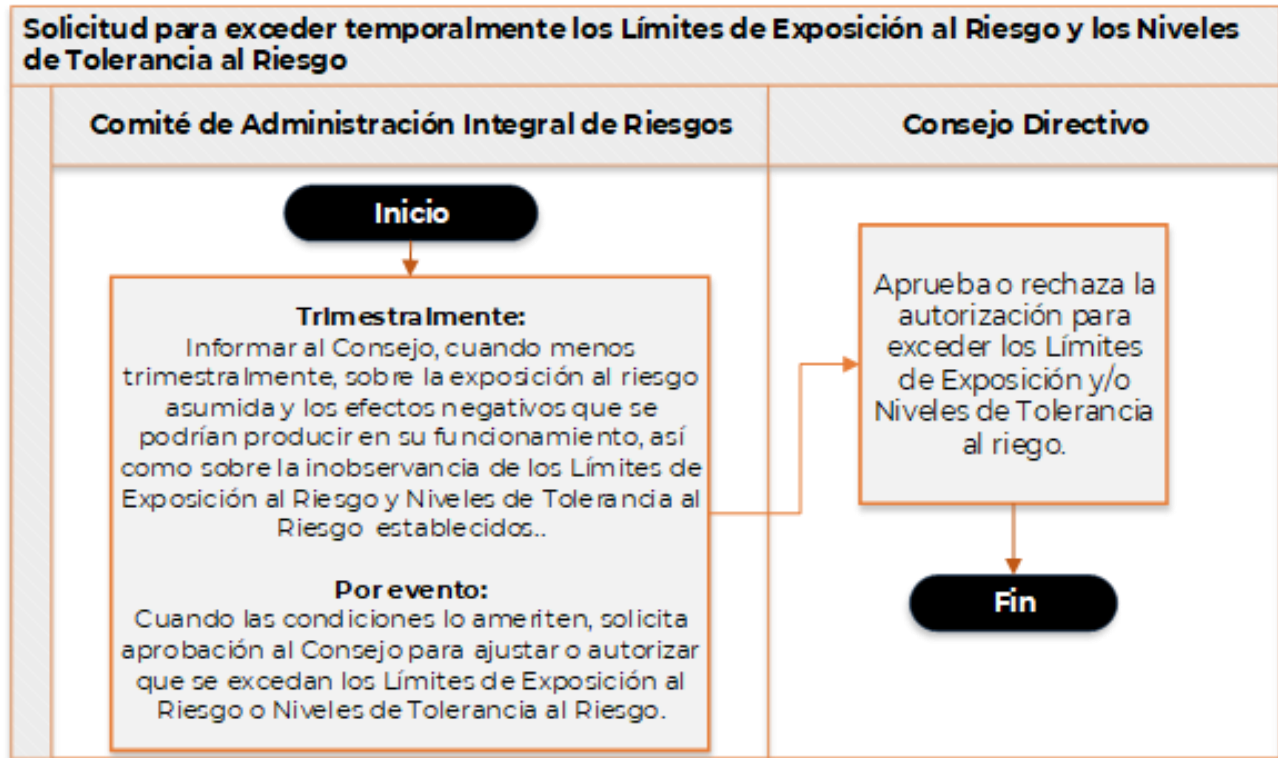 Solicitud para exceder temporalmente los Límites de Exposición al Riesgo y los Niveles
de Tolerancia al Riesgo
Comité de Administración Integral de Riesgos
Consejo Directivo
Inicio
Trimestralmente:
Informar al Consejo, cuando menos
trimestralmente, sobre la exposición al riesgo
asumida y los efectos negativos que se
podrían producir en su funcionamiento, así
como sobre la inobservancia de los Límites de
Exposición al Riesgo y Niveles de Tolerancia al
Riesgo establecidos..
Por evento:
Cuando las condiciones lo ameriten, solicita
aprobación al Consejo para ajustar o autorizar
que se excedan los Límites de Exposición al
Riesgo o Niveles de Tolerancia al Riesgo.
Aprueba o rechaza la
autorización para
exceder los Límites
de Exposición y/o
Niveles de Tolerancia
al riego.
Fin